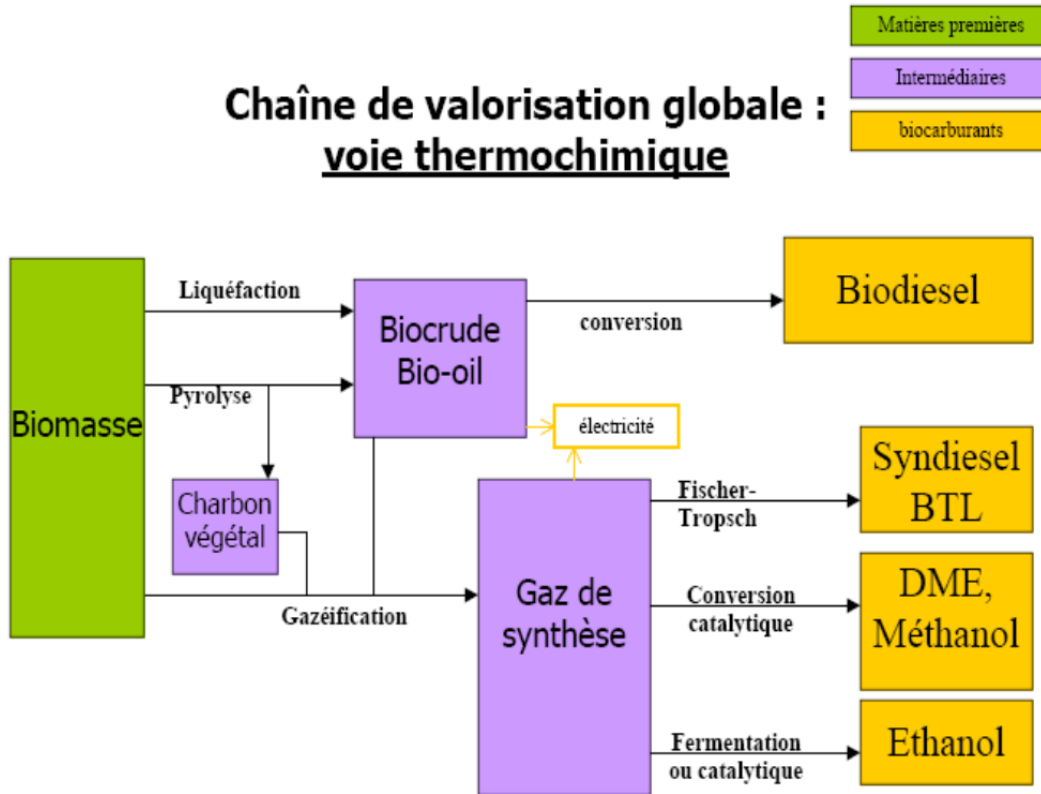 Matières premières
Intermédiaires
biocarburants
Chaîne de valorisation globale :
voie thermochimique
Biomasse
Liquéfaction
Pyrolyse
Charbon
végétal
Gazéification
Biocrude
Bio-oil
conversion
Biodiesel
électricité
Gaz de
synthèse
Fischer-
Tropsch
Syndiesel
BTL
Conversion
catalytique
DME,
Méthanol
Fermentation
ou catalytique
Ethanol